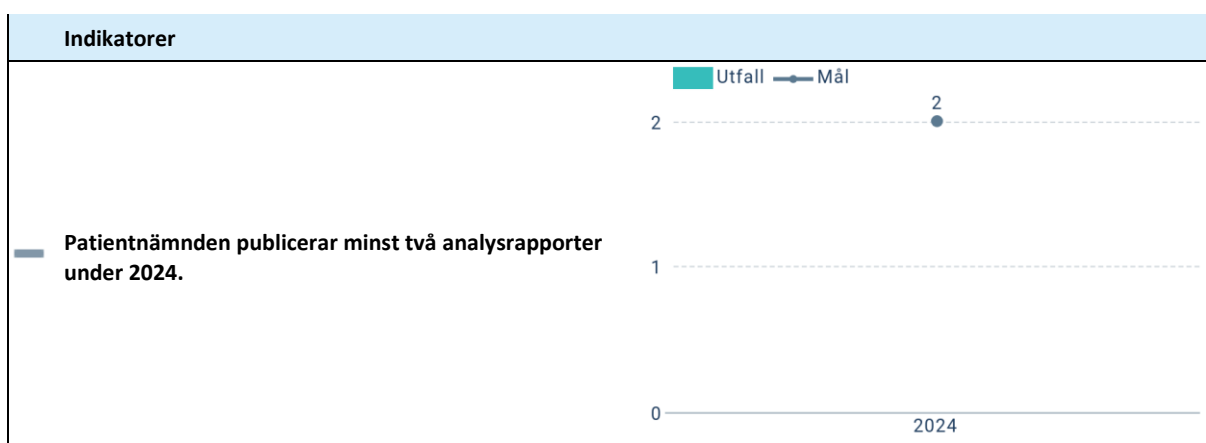 Indikatorer
Utfall Mål
2
2
Patientnämnden publicerar minst två analysrapporter
under 2024.
1
0
2024